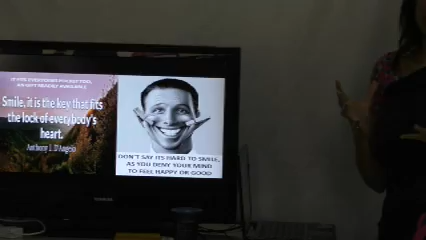 Smile, it is the key that fits
the lock of everybody's
heart.
Anthony J. D'Angelo
DON'T SAY ITS HARD TO SMILE,
AS YOU DENY YOUR MIND
TO FEEL HAPPY OR GOOD